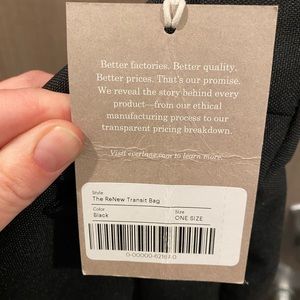 Better factories. Better quality.
Better prices. That's our promise.
We reveal the story behind every
product—from our ethical
manufacturing process to our
transparent pricing breakdown.
Visit everlane.com to learn more.
Style
The ReNew Transit Bag
Color
Black
Size
ONE SIZE
0-00000-62167-0